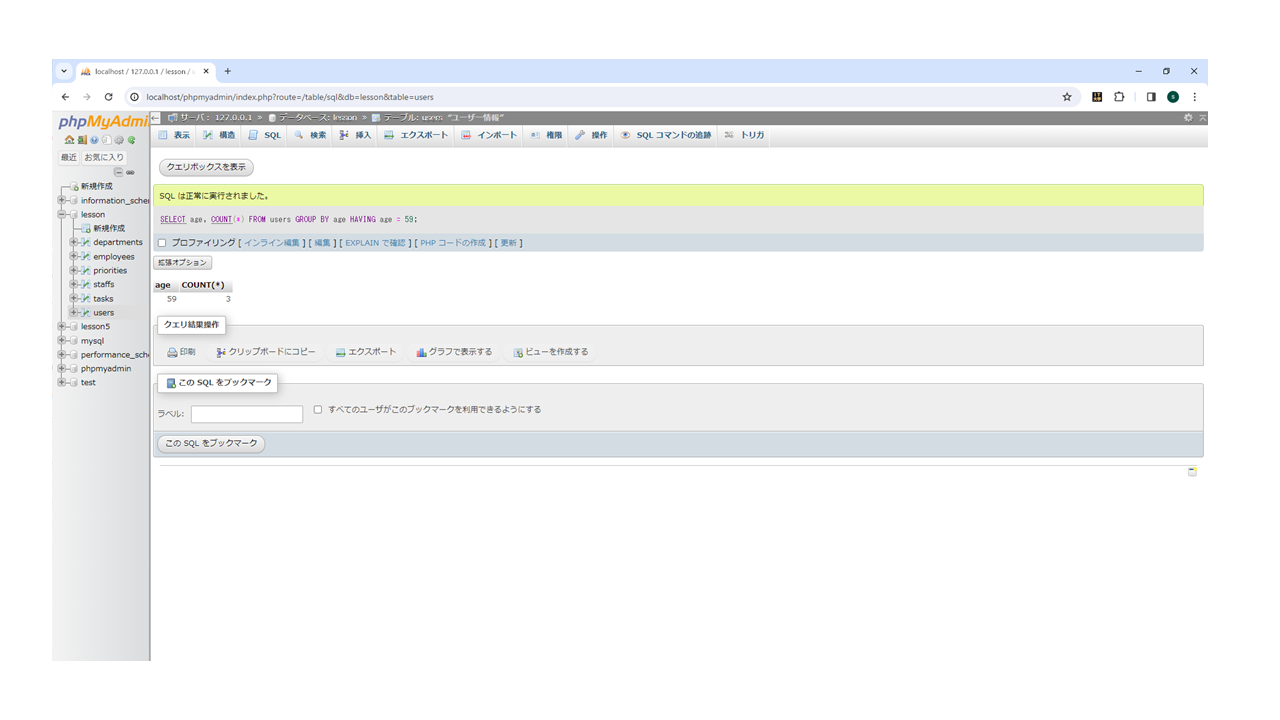 localhost / 127.0.0.1 / lesson /
localhost/phpmyadmin/index.php?route=/table/sql&db=lesson&table=users
phpMyAdmi
最近 お気に入り
新規作成
information_schei
lesson
新規作成
departments
employees
priorities
staffs
tasks
users
lesson5
mysql
performance_sch
phpmyadmin
test
サーバ: 127.0.0.1 » データベース: lesson » テーブル: users "ユーザー情報"
表示 構造 SQL 検索 挿入 エクスポート インポート 権限 操作 SQL コマンドの追跡 トリガ
クエリボックスを表示
SQL は正常に実行されました。
SELECT age, COUNT(*) FROM users GROUP BY age HAVING age = 59;
プロファイリング [ インライン編集 ] [ 編集 ] [ EXPLAIN で確認 ] [ PHP コードの作成 ] [ 更新 ]
拡張オプション
age COUNT(*)
59 3
クエリ結果操作
印刷 クリップボードにコピー エクスポート グラフで表示する ビューを作成する
この SQL をブックマーク
ラベル: すべてのユーザがこのブックマークを利用できるようにする
この SQL をブックマーク